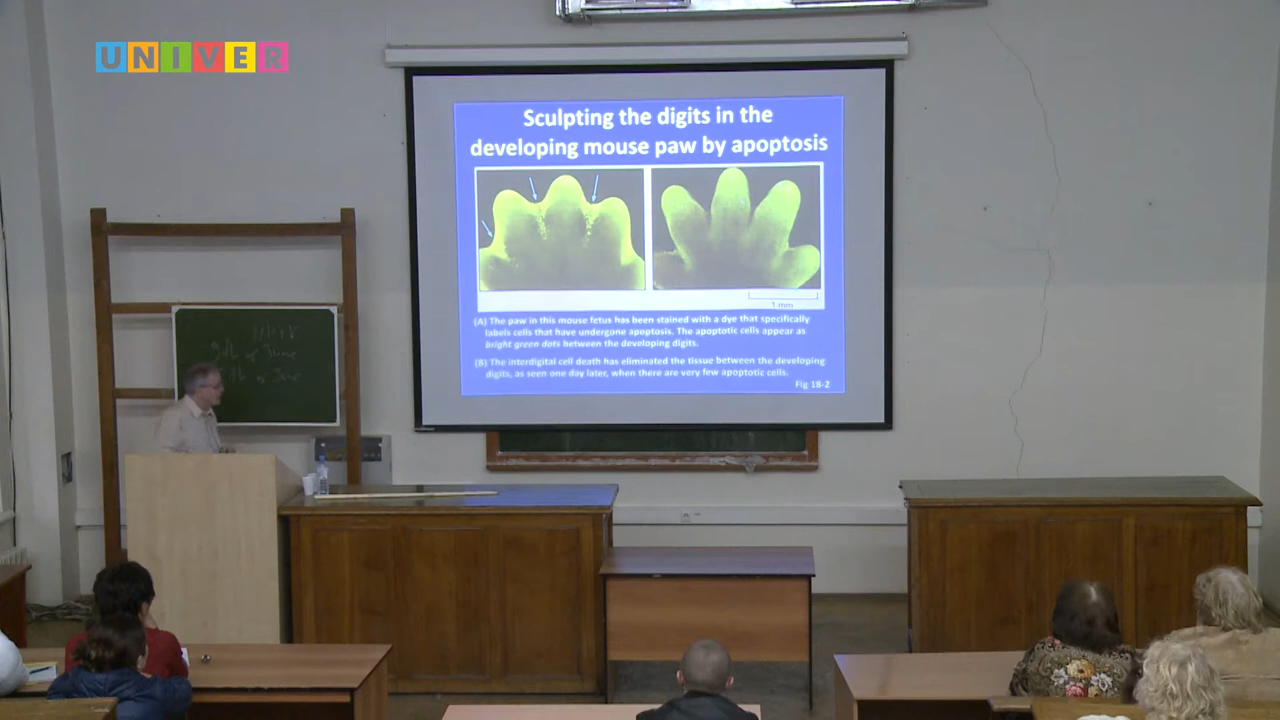 UNIVER
Sculpting the digits in the
developing mouse paw by apoptosis
1 mm
(A) The paw in this mouse fetus has been stained with a dye that specifically
labels cells that have undergone apoptosis. The apoptotic cells appear as
bright green dots between the developing digits.
(B) The interdigital cell death has eliminated the tissue between the developing
digits, as seen one day later, when there are very few apoptotic cells.
Fig 18-2